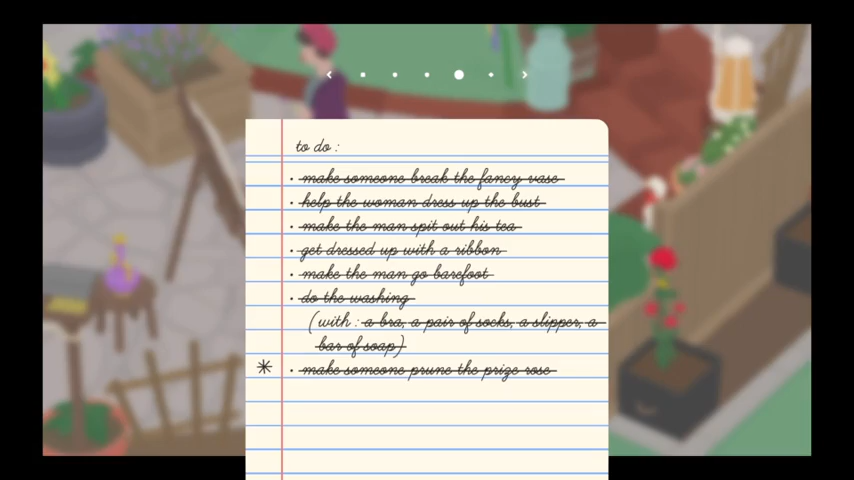 to do :
• make someone break the fancy vase
• help the woman dress up the bust
• make the man spit out his tea
• get dressed up with a ribbon
• make the man go barefoot
• do the washing
(with : a bra, a pair of socks, a slipper, a
bar of soap)
• make someone prune the prize rose